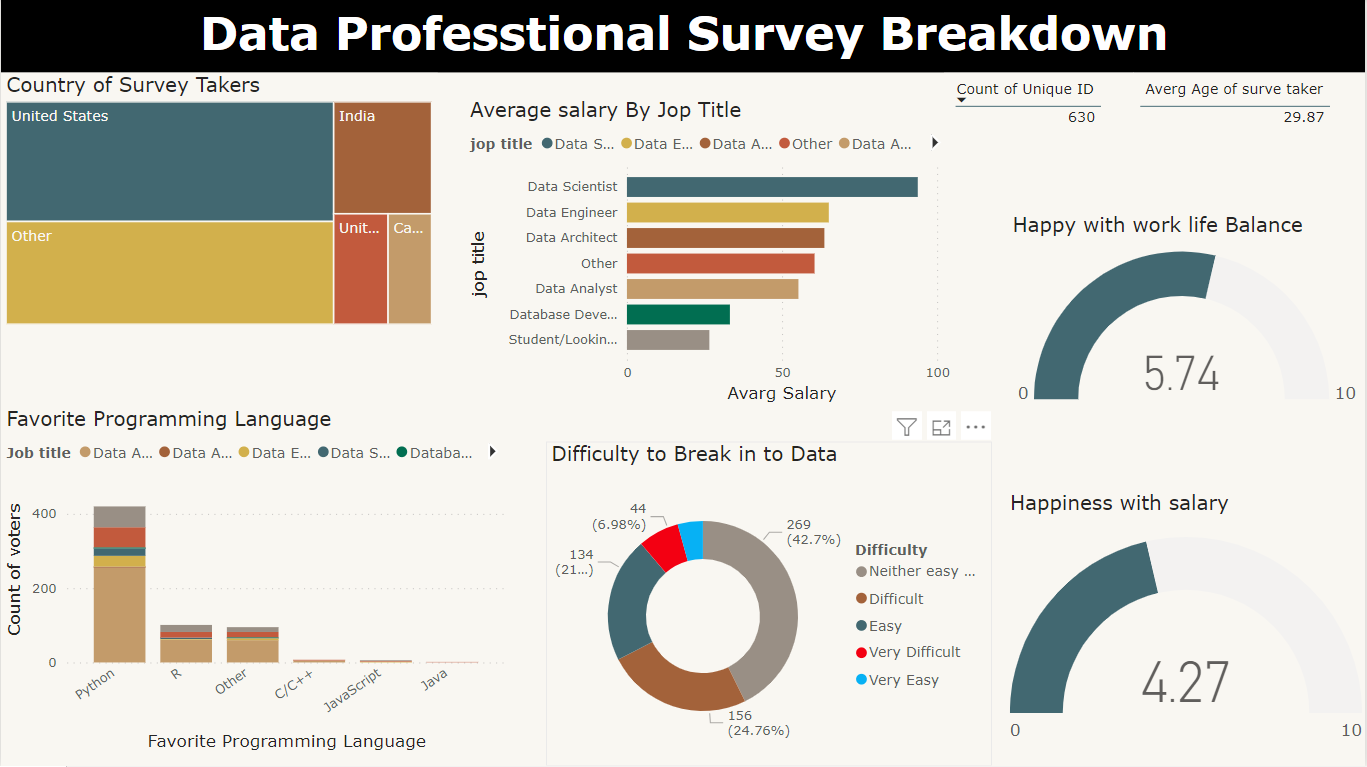 Data Professtional Survey Breakdown
Country of Survey Takers
United States
India
Other
Unit...
Ca...
Average salary By Jop Title
jop title Data S... Data E... Data A... Other Data A...
jop title
Data Scientist
Data Engineer
Data Architect
Other
Data Analyst
Database Deve...
Student/Lookin...
0 50 100
Avarg Salary
Count of Unique ID
630
Averg Age of surve taker
29.87
Happy with work life Balance
5.74
0 10
Favorite Programming Language
Job title Data A... Data A... Data E... Data S... Databa...
Count of voters
400
200
0
Python R Other C/C++ JavaScript Java
Favorite Programming Language
Difficulty to Break in to Data
44
(6.98%)
269
(42.7%)
134
(21...)
156
(24.76%)
Difficulty
Neither easy ...
Difficult
Easy
Very Difficult
Very Easy
Happiness with salary
4.27
0 10